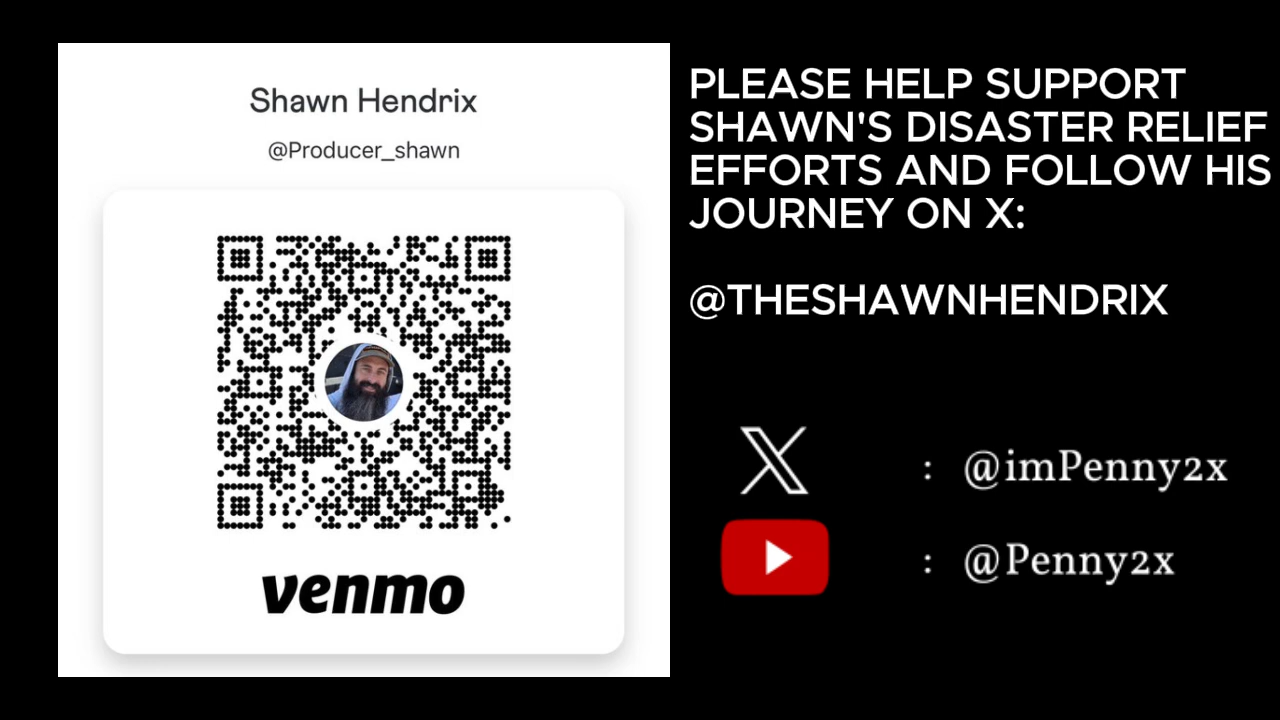 Shawn Hendrix
@Producer_shawn
venmo
PLEASE HELP SUPPORT
SHAWN'S DISASTER RELIEF
EFFORTS AND FOLLOW HIS
JOURNEY ON X:
@THESHAWNHENDRIX
: @imPenny2x
: @Penny2x